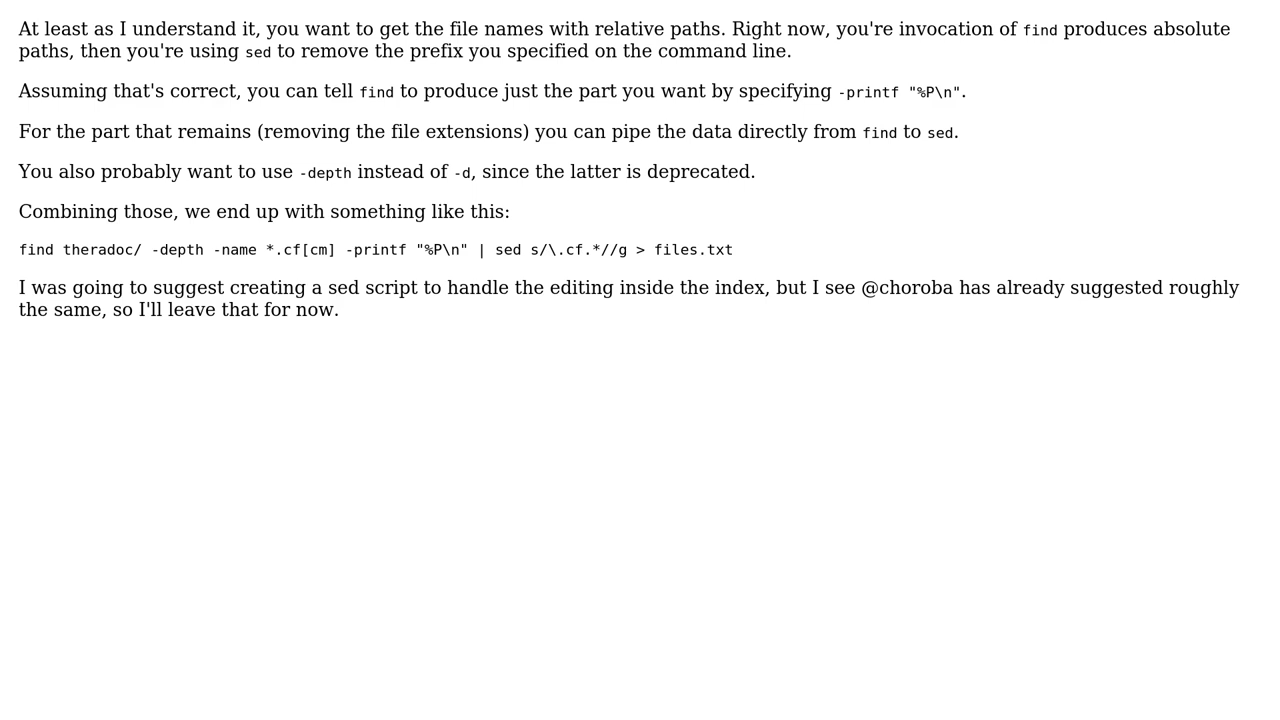 At least as I understand it, you want to get the file names with relative paths. Right now, you're invocation of find produces absolute
paths, then you're using sed to remove the prefix you specified on the command line.
Assuming that's correct, you can tell find to produce just the part you want by specifying -printf "%P\n".
For the part that remains (removing the file extensions) you can pipe the data directly from find to sed.
You also probably want to use -depth instead of -d, since the latter is deprecated.
Combining those, we end up with something like this:
find theradoc/ -depth -name *.cf[cm] -printf "%P\n" | sed s/\.cf.*//g > files.txt
I was going to suggest creating a sed script to handle the editing inside the index, but I see @choroba has already suggested roughly
the same, so I'll leave that for now.